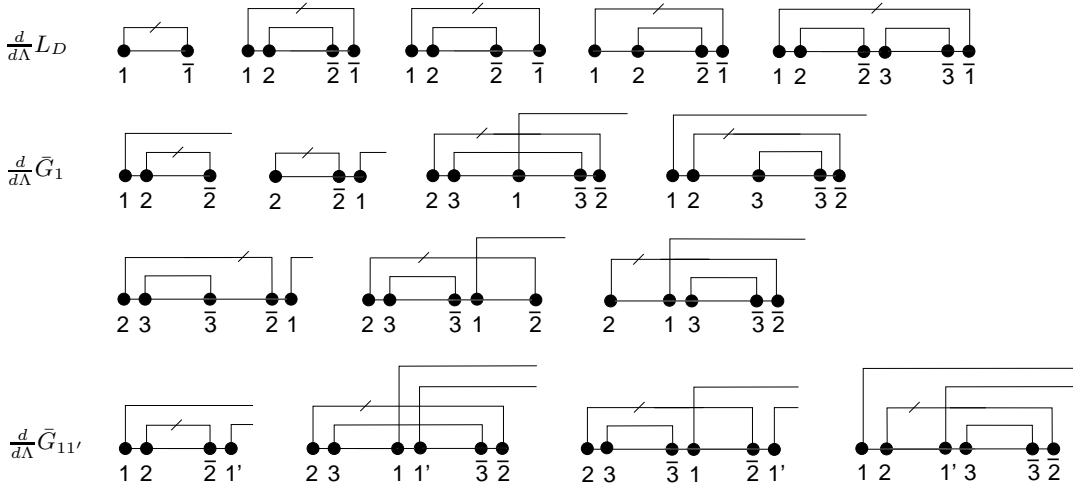 d/dΛ L_D
1 1̄ 1 2 2̄ 1̄ 1 2 2̄ 1̄ 1 2 2̄ 1̄ 1 2 2̄ 3 3̄ 1̄
d/dΛ Ḡ_1
1 2 2̄ 2 2̄ 1 2 3 1 3̄ 2̄ 1 2 3 3̄ 2̄
2 3 3̄ 2̄ 1 2 3 3̄ 1 2̄ 2 1 3 3̄ 2̄
d/dΛ Ḡ_11'
1 2 2̄ 1' 2 3 1 1' 3̄ 2̄ 2 3 3̄ 1 2̄ 1' 1 2 1' 3 3̄ 2̄